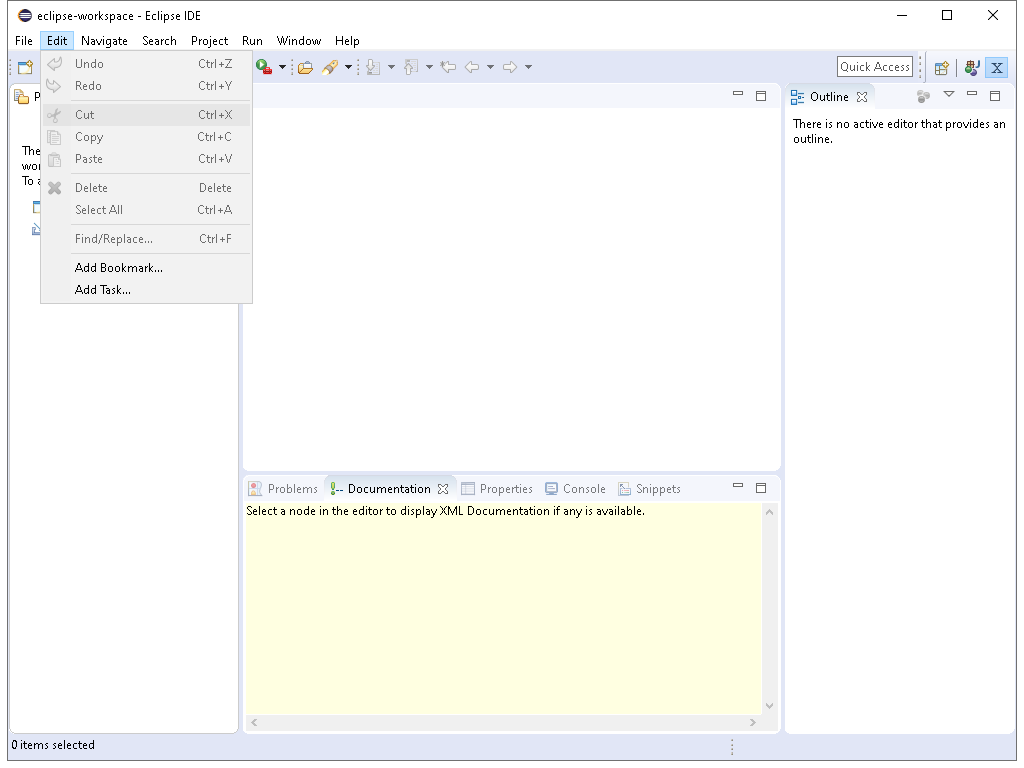 eclipse-workspace - Eclipse IDE
File Edit Navigate Search Project Run Window Help
Quick Access
X
Undo Ctrl+Z
Redo Ctrl+Y
Cut Ctrl+X
Copy Ctrl+C
Paste Ctrl+V
Delete Delete
Select All Ctrl+A
Find/Replace... Ctrl+F
Add Bookmark...
Add Task...
Outline
There is no active editor that provides an
outline.
Problems Documentation Properties Console Snippets
Select a node in the editor to display XML Documentation if any is available.
0 items selected